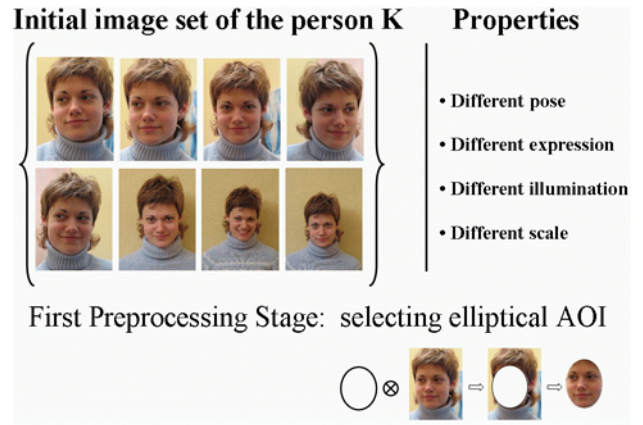 Initial image set of the person K
Properties
• Different pose
• Different expression
• Different illumination
• Different scale
First Preprocessing Stage: selecting elliptical AOI